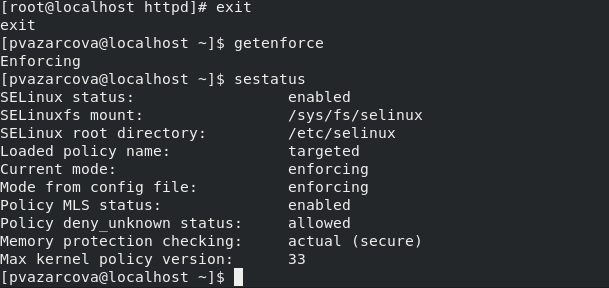 [root@localhost httpd]# exit
exit
[pvazarcova@localhost ~]$ getenforce
Enforcing
[pvazarcova@localhost ~]$ sestatus
SELinux status:                 enabled
SELinuxfs mount:                /sys/fs/selinux
SELinux root directory:         /etc/selinux
Loaded policy name:             targeted
Current mode:                   enforcing
Mode from config file:          enforcing
Policy MLS status:              enabled
Policy deny_unknown status:     allowed
Memory protection checking:     actual (secure)
Max kernel policy version:      33
[pvazarcova@localhost ~]$